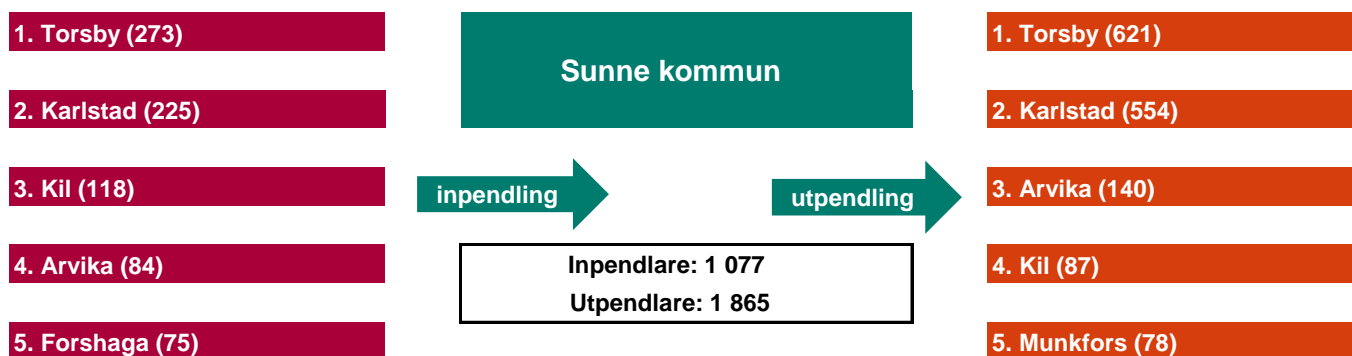 1. Torsby (273)
2. Karlstad (225)
3. Kil (118)
4. Arvika (84)
5. Forshaga (75)
Sunne kommun
inpendling
utpendling
Inpendlare: 1 077
Utpendlare: 1 865
1. Torsby (621)
2. Karlstad (554)
3. Arvika (140)
4. Kil (87)
5. Munkfors (78)